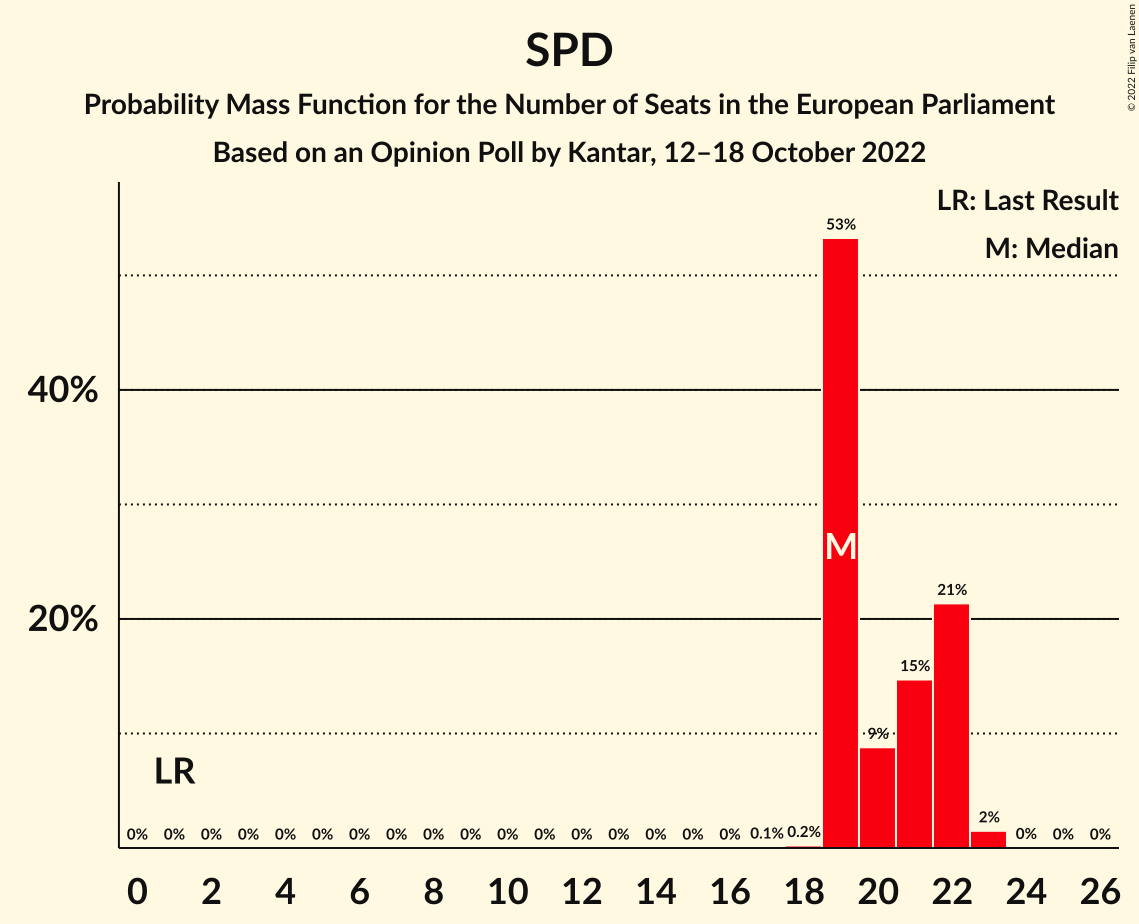 SPD
Probability Mass Function for the Number of Seats in the European Parliament
Based on an Opinion Poll by Kantar, 12–18 October 2022
© 2022 Filip van Laenen
LR: Last Result
M: Median
53%
40%
M
21%
20%
15%
9%
LR
0% 0% 0% 0% 0% 0% 0% 0% 0% 0% 0% 0% 0% 0% 0% 0% 0% 0.1% 0.2% 2% 0% 0% 0%
0 2 4 6 8 10 12 14 16 18 20 22 24 26